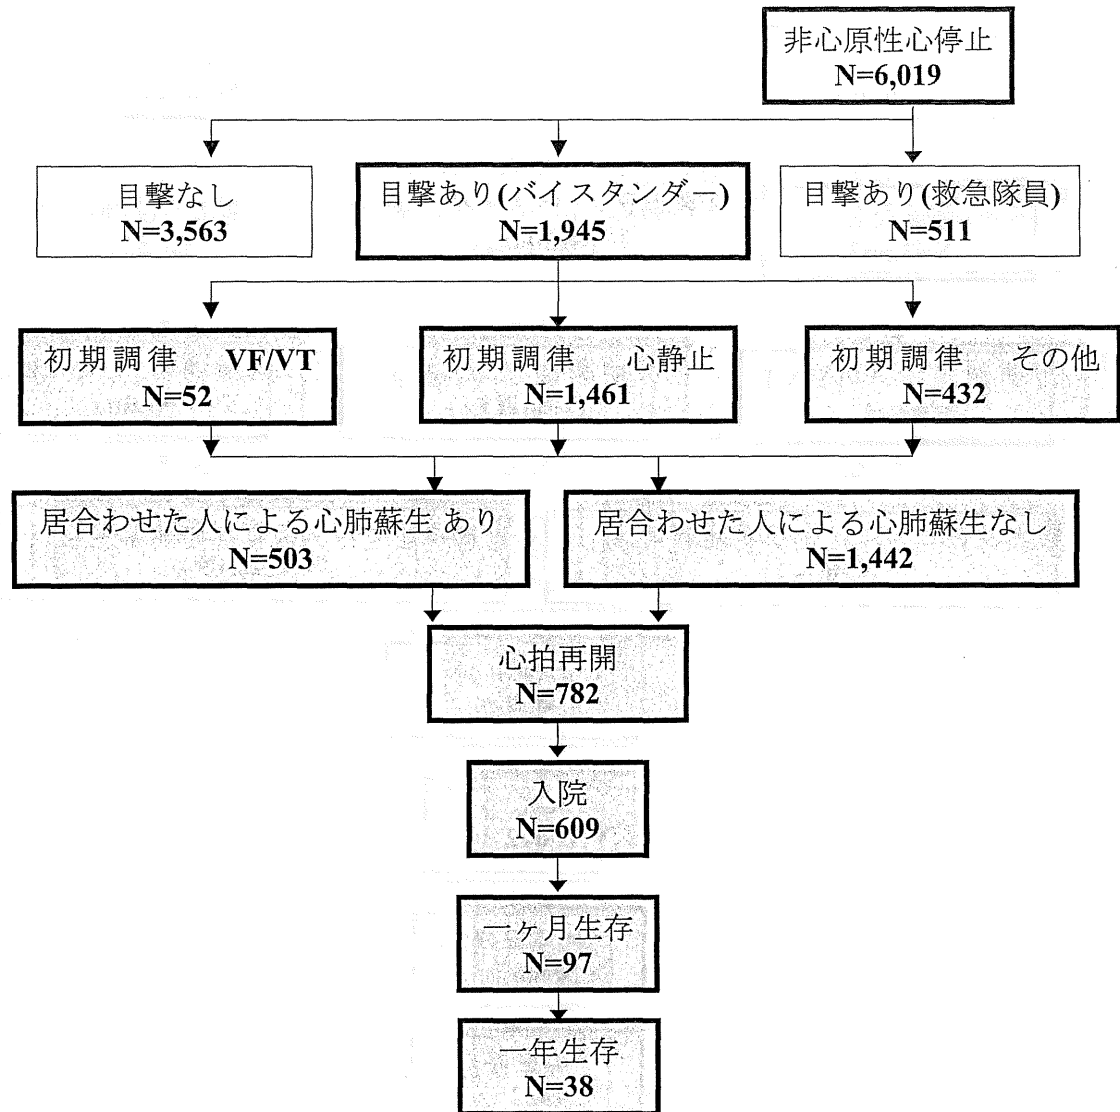 非心原性心停止
N=6,019
目撃なし
N=3,563
目撃あり(バイスタンダー)
N=1,945
目撃あり(救急隊員)
N=511
初期調律 VF/VT
N=52
初期調律 心静止
N=1,461
初期調律 その他
N=432
居合わせた人による心肺蘇生 あり
N=503
居合わせた人による心肺蘇生なし
N=1,442
心拍再開
N=782
入院
N=609
一ヶ月生存
N=97
一年生存
N=38